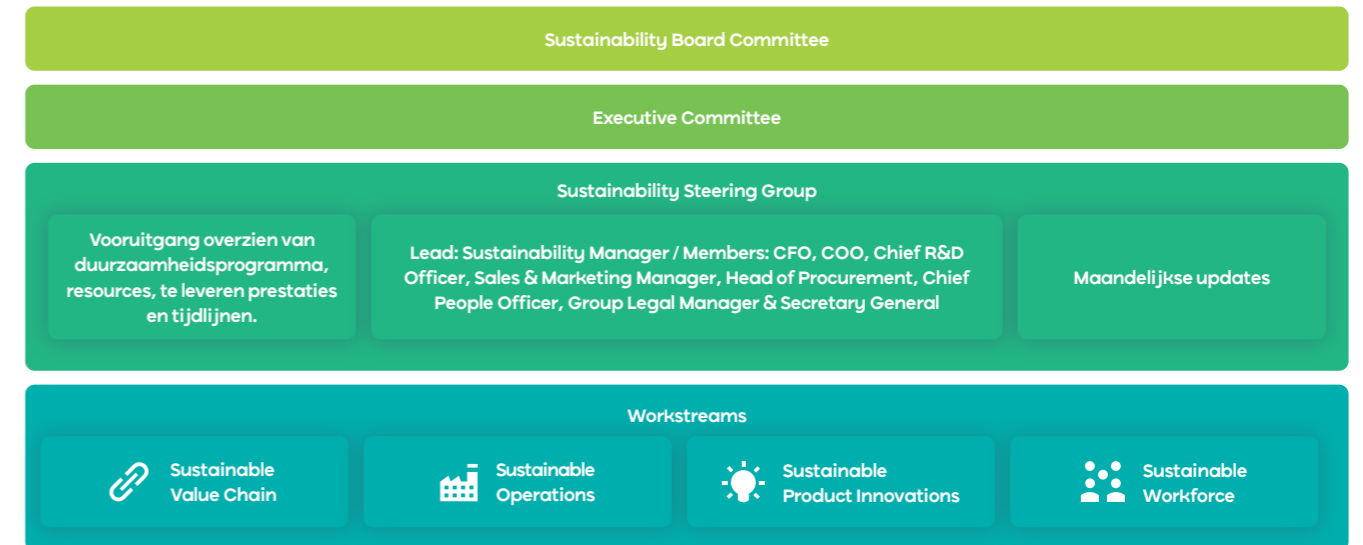 Sustainability Board Committee
Executive Committee
Sustainability Steering Group
Vooruitgang overzien van
duurzaamheidsprogramma,
resources, te leveren prestaties
en tijdlijnen.
Lead: Sustainability Manager / Members: CFO, COO, Chief R&D
Officer, Sales & Marketing Manager, Head of Procurement, Chief
People Officer, Group Legal Manager & Secretary General
Maandelijkse updates
Workstreams
Sustainable
Value Chain
Sustainable
Operations
Sustainable
Product Innovations
Sustainable
Workforce